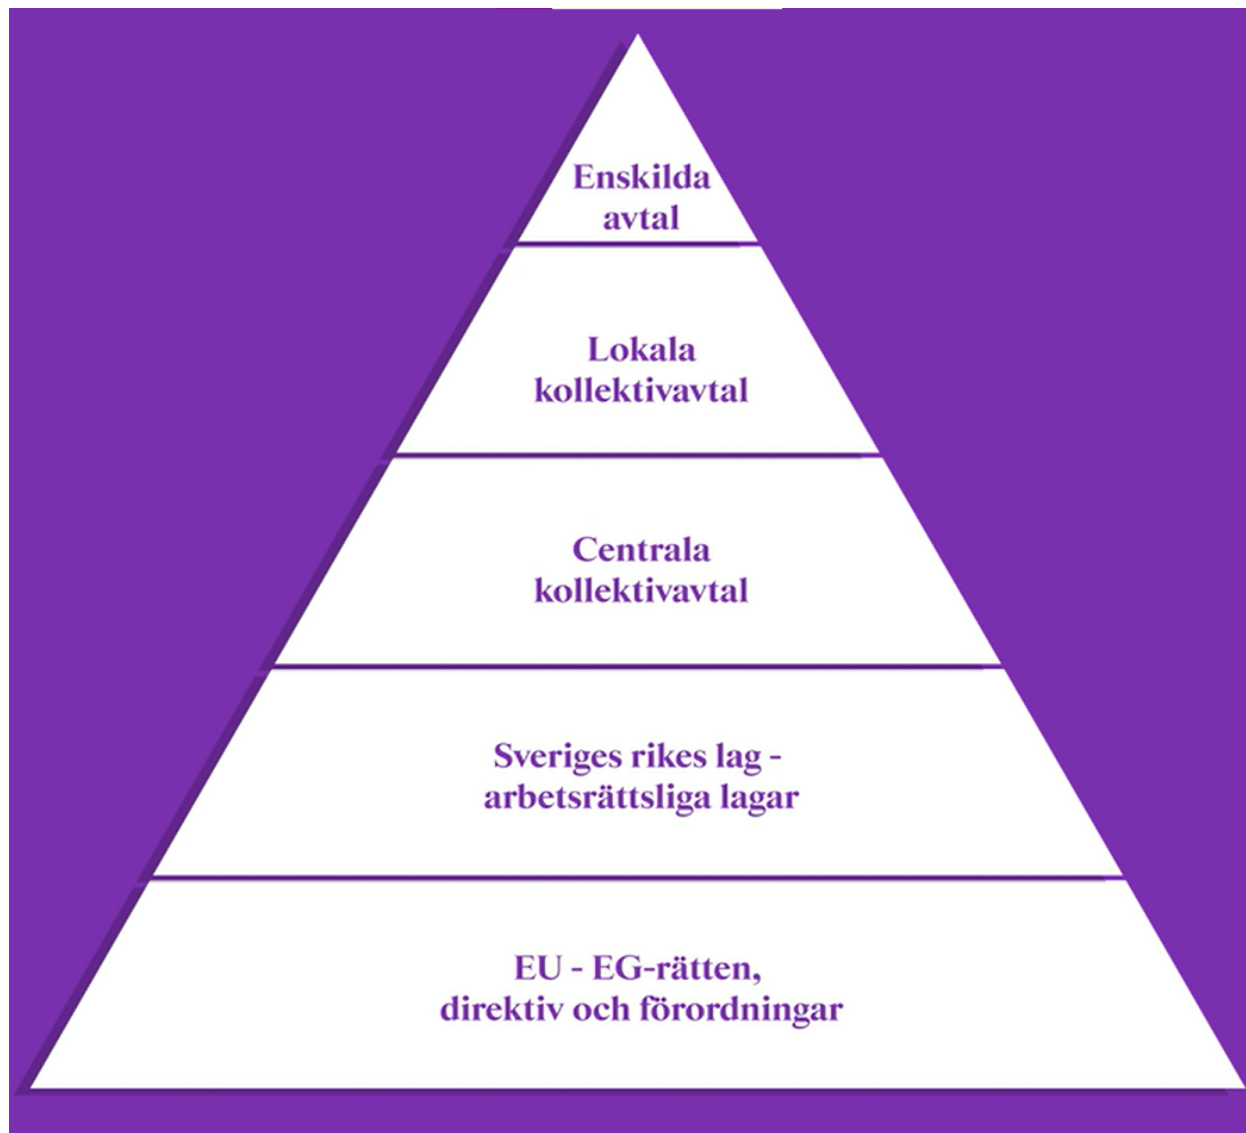 Enskilda
avtal
Lokala
kollektivavtal
Centrala
kollektivavtal
Sveriges rikes lag -
arbetsrättsliga lagar
EU - EG-rätten,
direktiv och förordningar